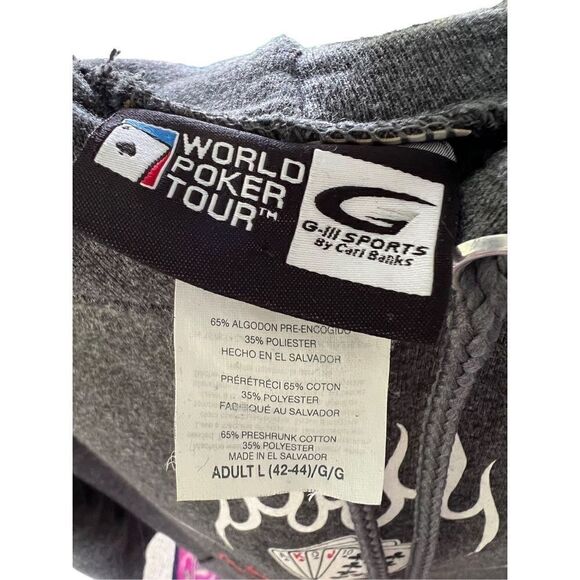 WORLD
POKER
TOUR™
G
G-III SPORTS
By Carl Banks
65% ALGODON PRE-ENCOGIDO
35% POLIESTER
HECHO EN EL SALVADOR
PRÉRÉTRÉCI 65% COTON
35% POLYESTER
FABRIQUÉ AU SALVADOR
65% PRESHRUNK COTTON
35% POLYESTER
MADE IN EL SALVADOR
ADULT L (42-44)/G/G